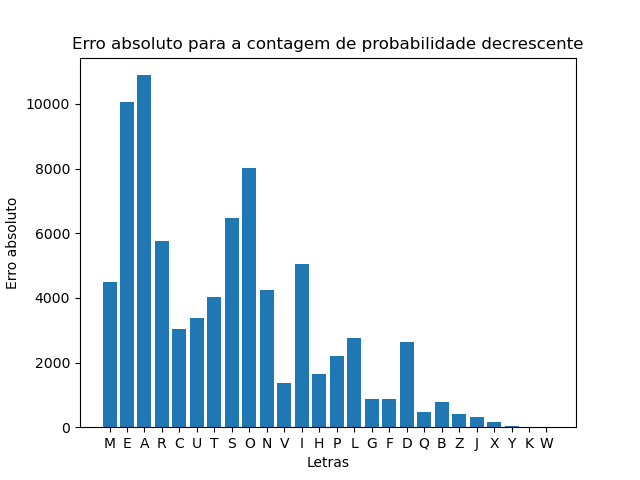 Erro absoluto para a contagem de probabilidade decrescente
10000
8000
6000
4000
2000
0
Erro absoluto
M E A R C U T S O N V I H P L G F D Q B Z J X Y K W
Letras